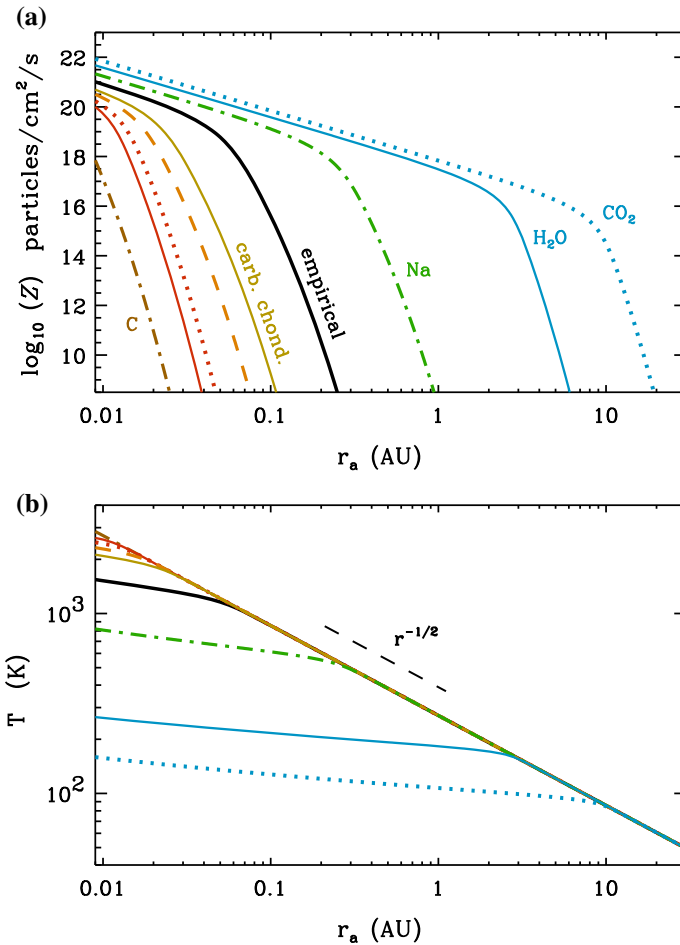 (a)
log₁₀ (Z) particles/cm²/s
22
20
18
16
14
12
10
C
carb. chond.
empirical
Na
H₂O
CO₂
0.01 0.1 1 10
rₐ (AU)
(b)
T (K)
10³
10²
r⁻¹/²
0.01 0.1 1 10
rₐ (AU)